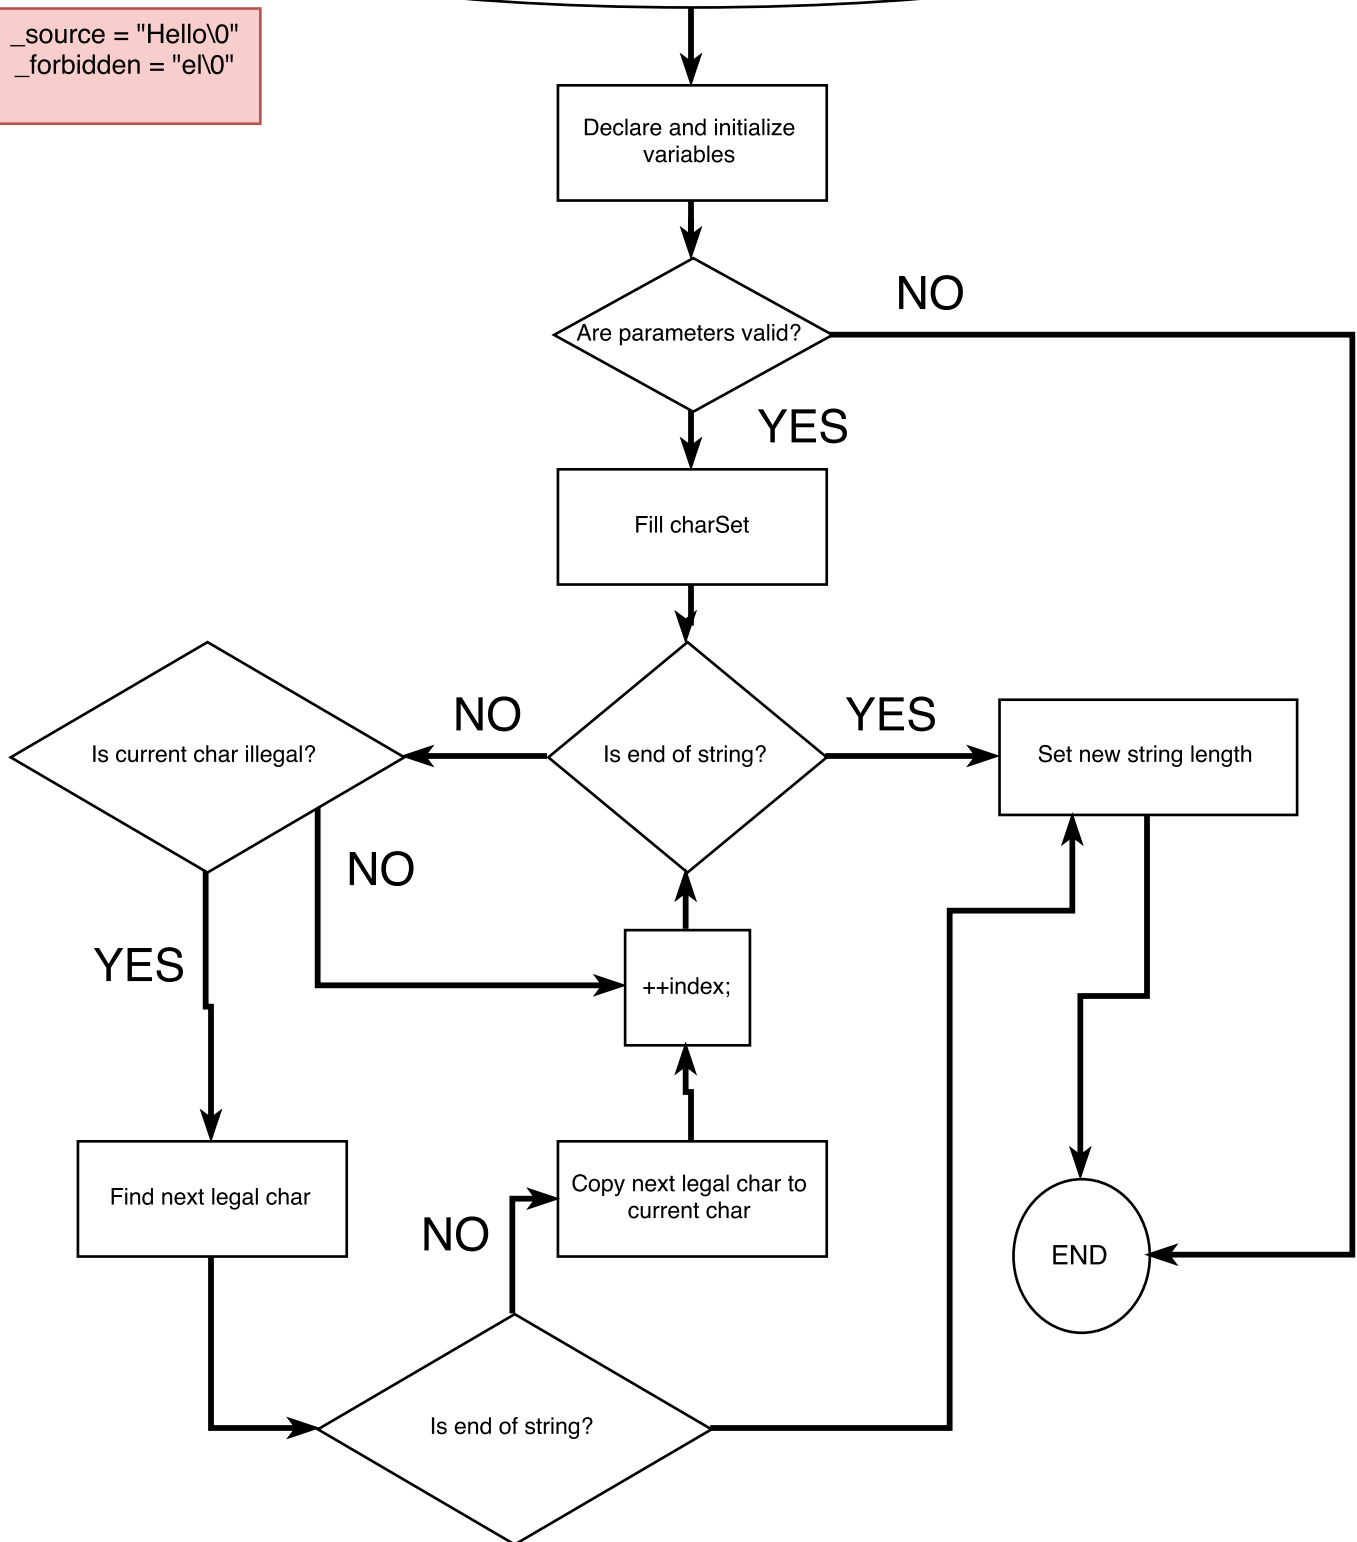 _source = "Hello\0"
_forbidden = "el\0"
Declare and initialize
variables
Are parameters valid?
NO
YES
Fill charSet
Is current char illegal?
NO
Is end of string?
YES
Set new string length
NO
YES
++index;
Find next legal char
NO
Copy next legal char to
current char
END
Is end of string?